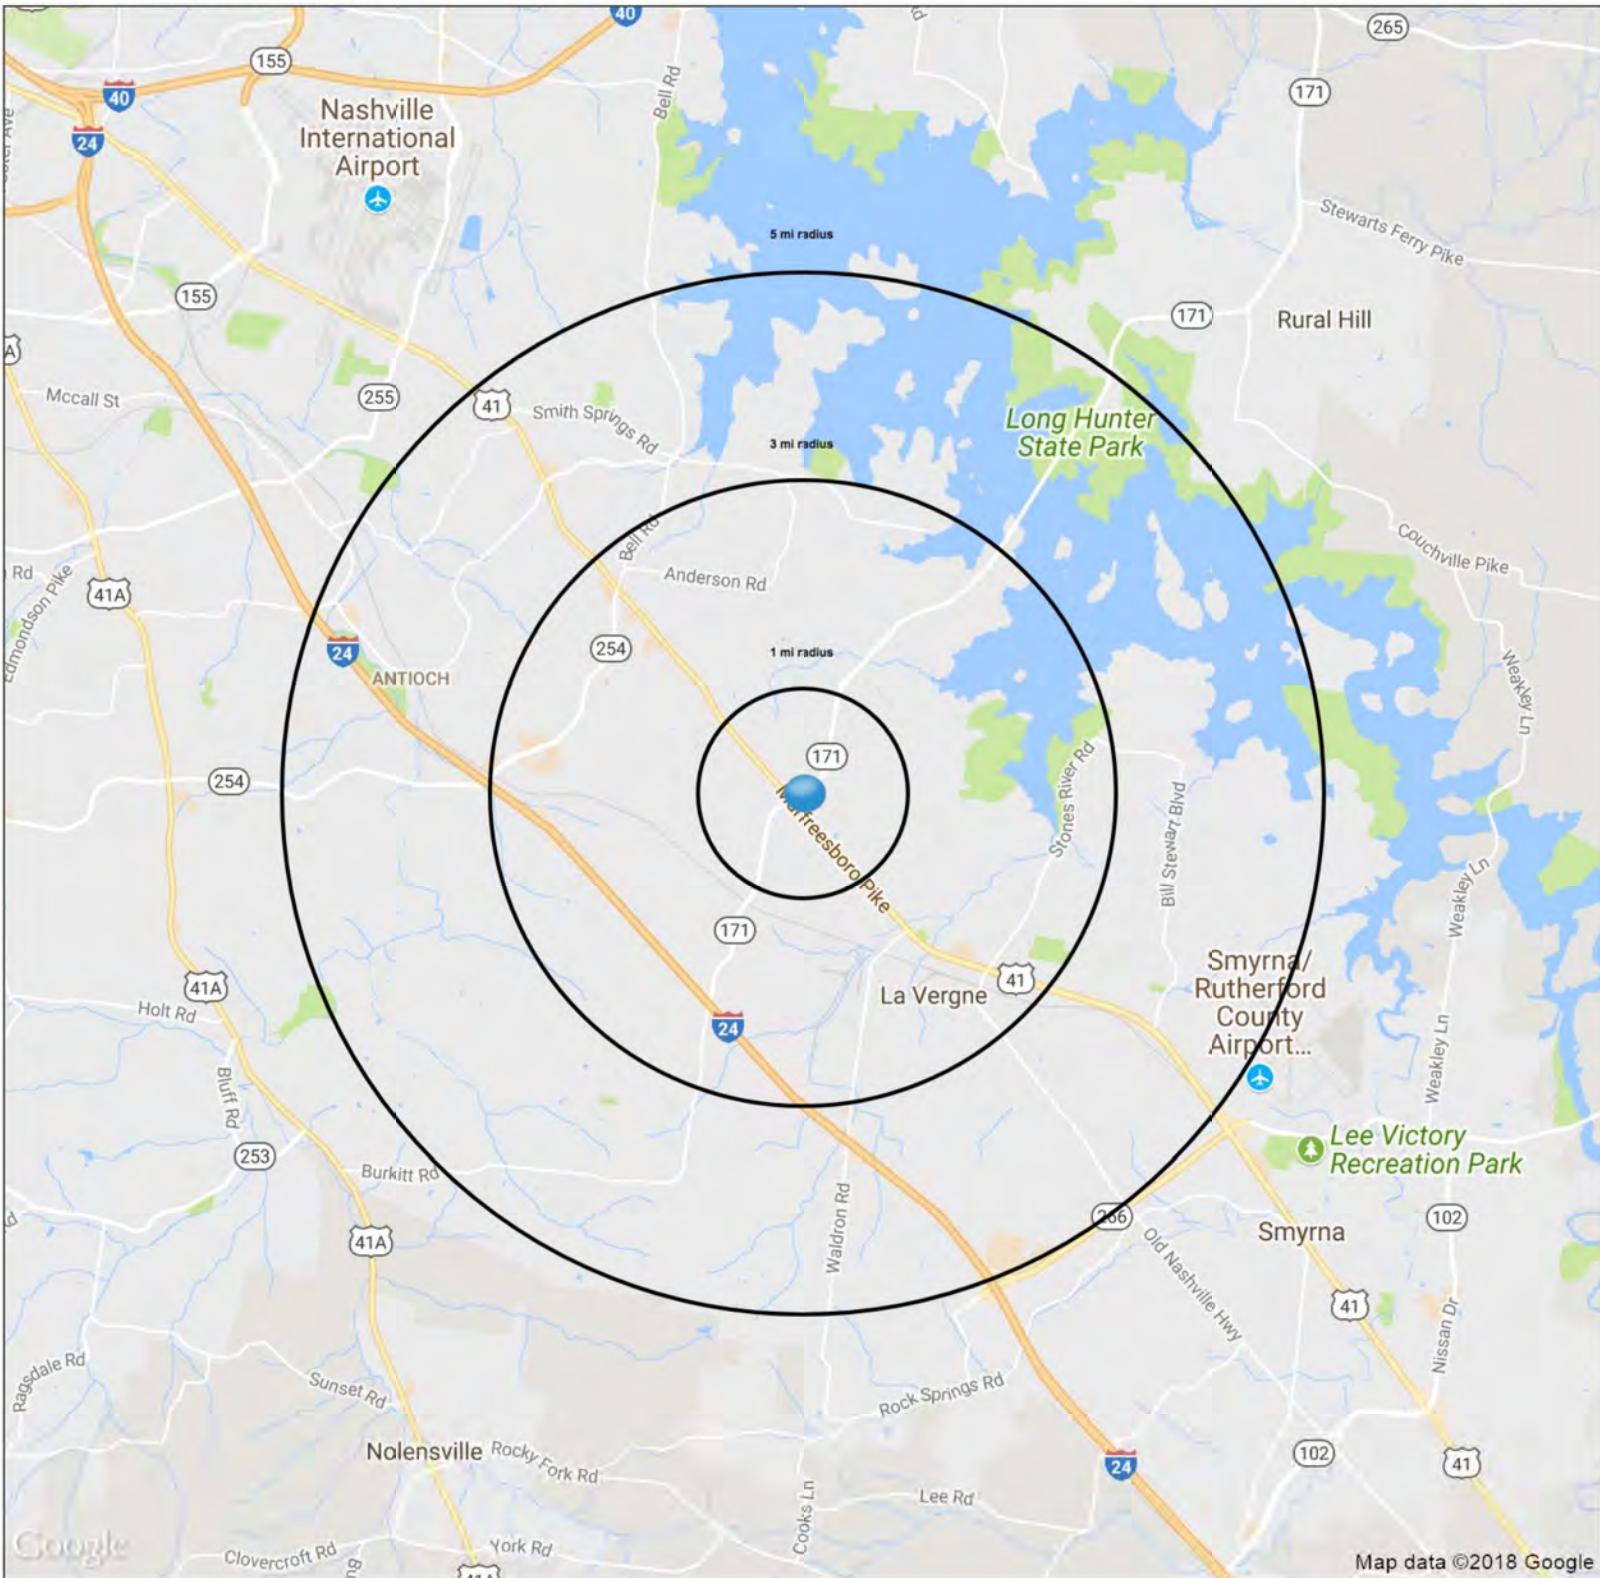 40
265
155
171
40
Bell Rd
Nashville
International
Airport
24
Stewarts Ferry Pike
5 mi radius
155
171
Rural Hill
255
41
Mccall St
Smith Springs Rd
Long Hunter
State Park
3 mi radius
Bell Rd
Couchville Pike
Rd
Anderson Rd
41A
Edmondson Pike
254
24
1 mi radius
ANTIOCH
Weakley Ln
171
254
Stones River Rd
Bill Stewart Blvd
Murfreesboro Pike
Weakley Ln
171
Smyrna/
Rutherford
County
Airport...
41A
La Vergne
41
Holt Rd
24
Weakley Ln
Bluff Rd
Lee Victory
Recreation Park
253
Burkitt Rd
266
102
41A
Waldron Rd
Smyrna
Old Nashville Hwy
41
Nissan Dr
Ragsdale Rd
Sunset Rd
Rock Springs Rd
Nolensville
Rocky Fork Rd
24
102
41
Lee Rd
Cooks Ln
Google
Clovercroft Rd
York Rd
41A
Map data ©2018 Google